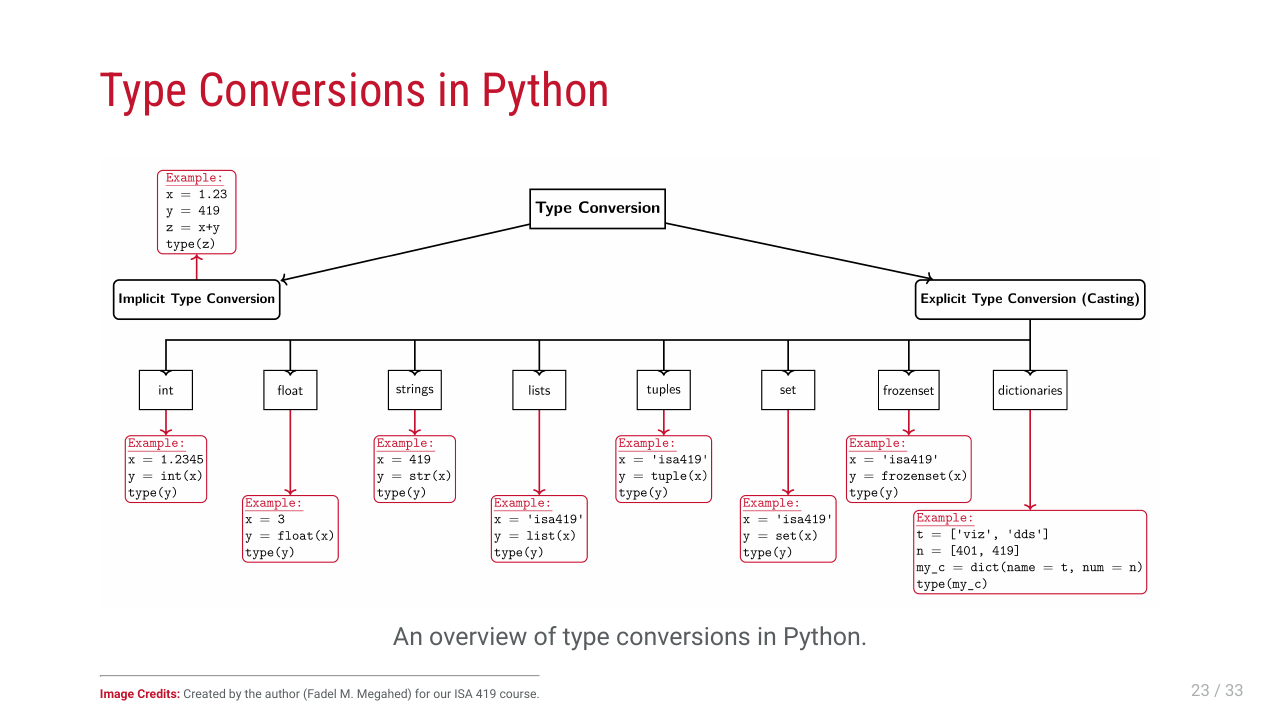 Type Conversions in Python
Example:
x = 1.23
y = 419
z = x+y
type(z)
Type Conversion
Implicit Type Conversion
Explicit Type Conversion (Casting)
int
float
strings
lists
tuples
set
frozenset
dictionaries
Example:
x = 1.2345
y = int(x)
type(y)
Example:
x = 3
y = float(x)
type(y)
Example:
x = 419
y = str(x)
type(y)
Example:
x = 'isa419'
y = list(x)
type(y)
Example:
x = 'isa419'
y = tuple(x)
type(y)
Example:
x = 'isa419'
y = set(x)
type(y)
Example:
x = 'isa419'
y = frozenset(x)
type(y)
Example:
t = ['viz', 'dds']
n = [401, 419]
my_c = dict(name = t, num = n)
type(my_c)
An overview of type conversions in Python.
Image Credits: Created by the author (Fadel M. Megahed) for our ISA 419 course.
23 / 33